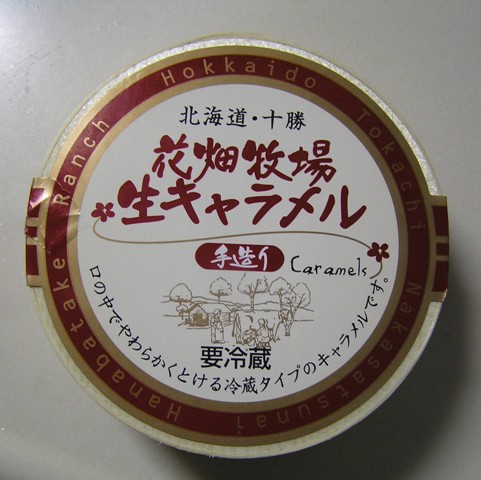 Hokkaido Tokachi Nakasatsunai Hanabatake Ranch
北海道・十勝
花畑牧場
生キャラメル
手造り Caramels
要冷蔵
口の中でやわらかくとける冷蔵タイプのキャラメルです。